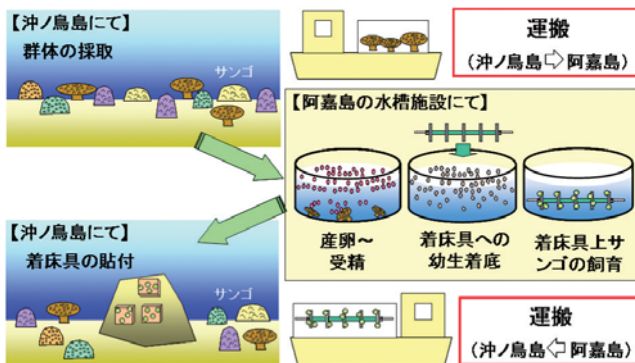 【沖ノ鳥島にて】
群体の採取
サンゴ
運搬
(沖ノ鳥島⇨阿嘉島)
【阿嘉島の水槽施設にて】
産卵～
受精
着床具への
幼生着底
着床具上サ
ンゴの飼育
【沖ノ鳥島にて】
着床具の貼付
サンゴ
運搬
(沖ノ鳥島⇦阿嘉島)